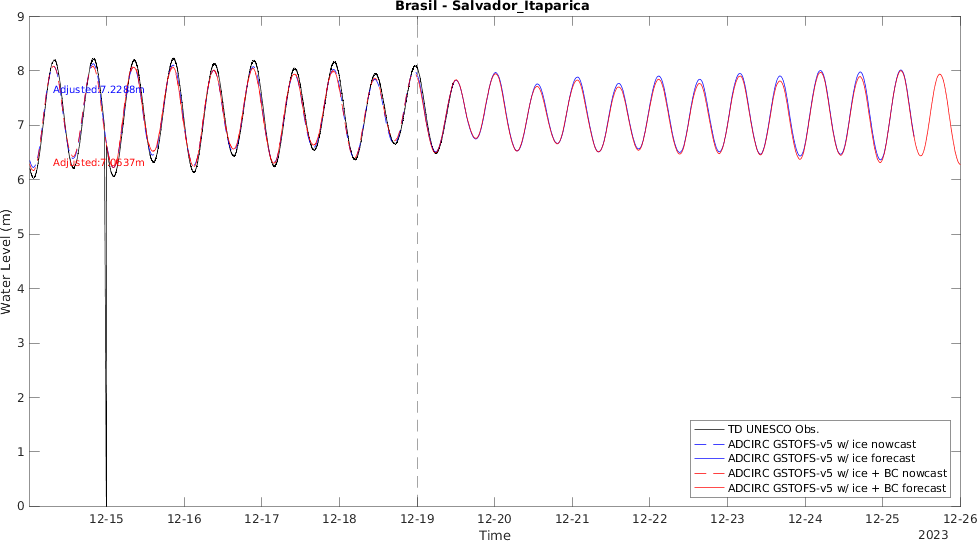 Brasil - Salvador_Itaparica
9
8
7
6
5
4
3
2
1
0
Water Level (m)
Adjusted:7.2288m
Adjusted:7.0537m
TD UNESCO Obs.
ADCIRC GSTOFS-v5 w/ ice nowcast
ADCIRC GSTOFS-v5 w/ ice forecast
ADCIRC GSTOFS-v5 w/ ice + BC nowcast
ADCIRC GSTOFS-v5 w/ ice + BC forecast
12-15 12-16 12-17 12-18 12-19 12-20 12-21 12-22 12-23 12-24 12-25 12-26
Time
2023